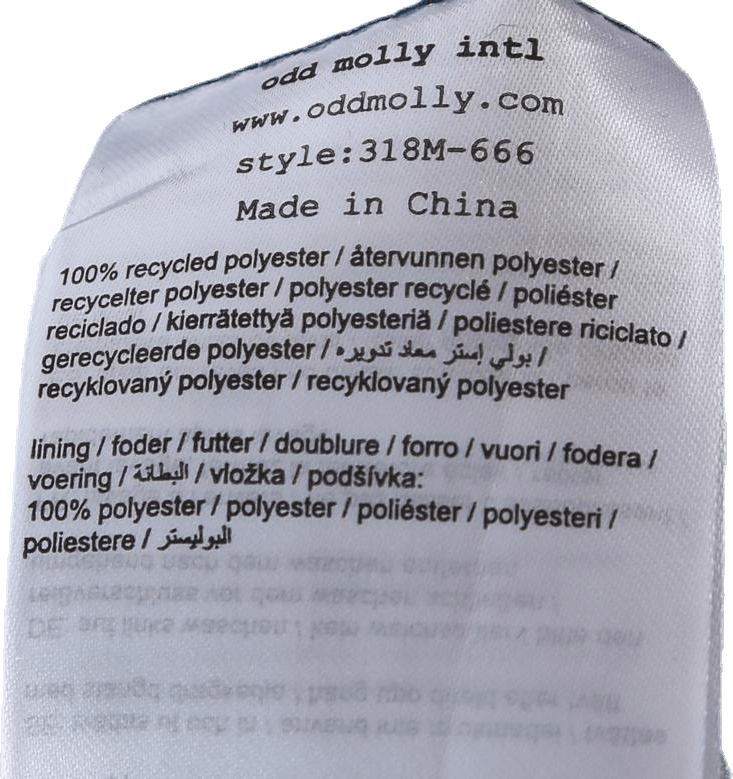 odd molly intl
www.oddmolly.com
style:318M-666
Made in China
100% recycled polyester / återvunnen polyester /
recycelter polyester / polyester recyclé / poliéster
reciclado / kierrätettyä polyesteriä / poliestere riciclato /
gerecycleerde polyester / بولي إستر معاد تدويره /
recyklovaný polyester / recyklovaný polyester
lining / foder / futter / doublure / forro / vuori / fodera /
voering / البطانة / vložka / podšívka:
100% polyester / polyester / poliéster / polyesteri /
poliestere / البوليستر